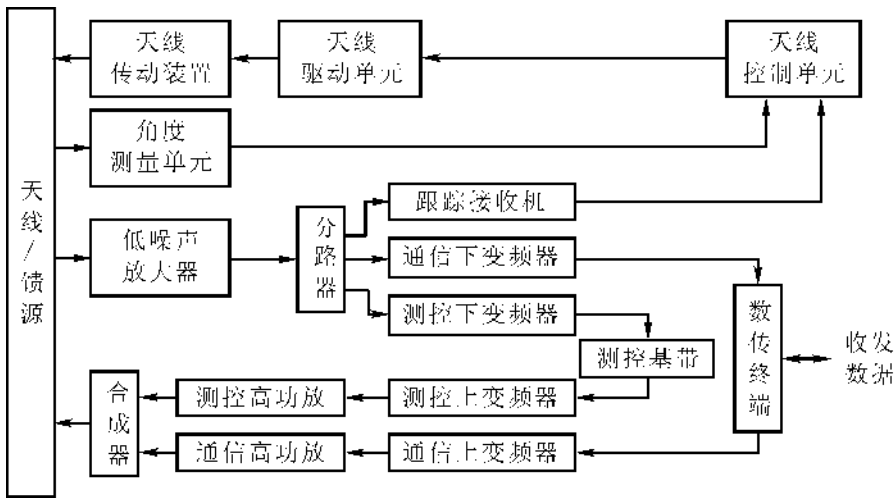 天线
传动装置
天线
驱动单元
天线
控制单元
角度
测量单元
天线/馈源
低噪声
放大器
分路器
跟踪接收机
通信下变频器
测控下变频器
测控基带
数传终端
收发
数据
合成器
测控高功放
测控上变频器
通信高功放
通信上变频器